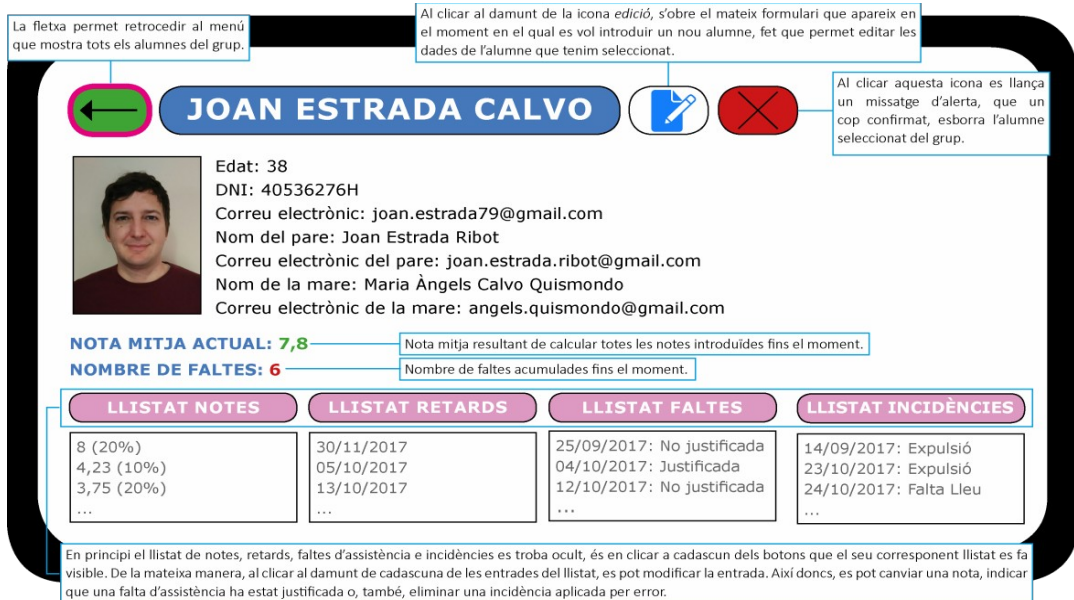 La fletxa permet retrocedir al menú
que mostra tots els alumnes del grup.
Al clicar al damunt de la icona edició, s'obre el mateix formulari que apareix en
el moment en el qual es vol introduir un nou alumne, fet que permet editar les
dades de l'alumne que tenim seleccionat.
Al clicar aquesta icona es llança
un missatge d'alerta, que un
cop confirmat, esborra l'alumne
seleccionat del grup.
JOAN ESTRADA CALVO
Edat: 38
DNI: 40536276H
Correu electrònic: joan.estrada79@gmail.com
Nom del pare: Joan Estrada Ribot
Correu electrònic del pare: joan.estrada.ribot@gmail.com
Nom de la mare: Maria Àngels Calvo Quismondo
Correu electrònic de la mare: angels.quismondo@gmail.com
NOTA MITJA ACTUAL: 7,8
Nota mitja resultant de calcular totes les notes introduïdes fins el moment.
NOMBRE DE FALTES: 6
Nombre de faltes acumulades fins el moment.
LLISTAT NOTES
8 (20%)
4,23 (10%)
3,75 (20%)
...
LLISTAT RETARDS
30/11/2017
05/10/2017
13/10/2017
...
LLISTAT FALTES
25/09/2017: No justificada
04/10/2017: Justificada
12/10/2017: No justificada
...
LLISTAT INCIDÈNCIES
14/09/2017: Expulsió
23/10/2017: Expulsió
24/10/2017: Falta Lleu
...
En principi el llistat de notes, retards, faltes d'assistència e incidències es troba ocult, és en clicar a cadascun dels botons que el seu corresponent llistat es fa
visible. De la mateixa manera, al clicar al damunt de cadascuna de les entrades del llistat, es pot modificar la entrada. Així doncs, es pot canviar una nota, indicar
que una falta d'assistència ha estat justificada o, també, eliminar una incidència aplicada per error.